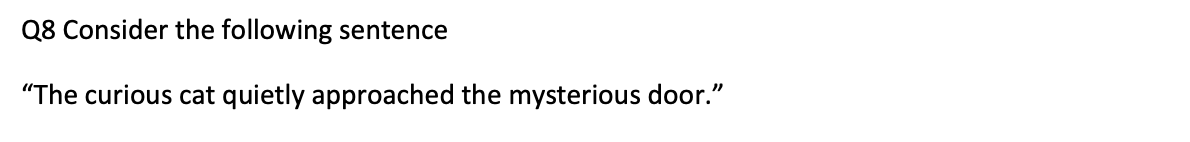 Q8 Consider the following sentence
“The curious cat quietly approached the mysterious door.”